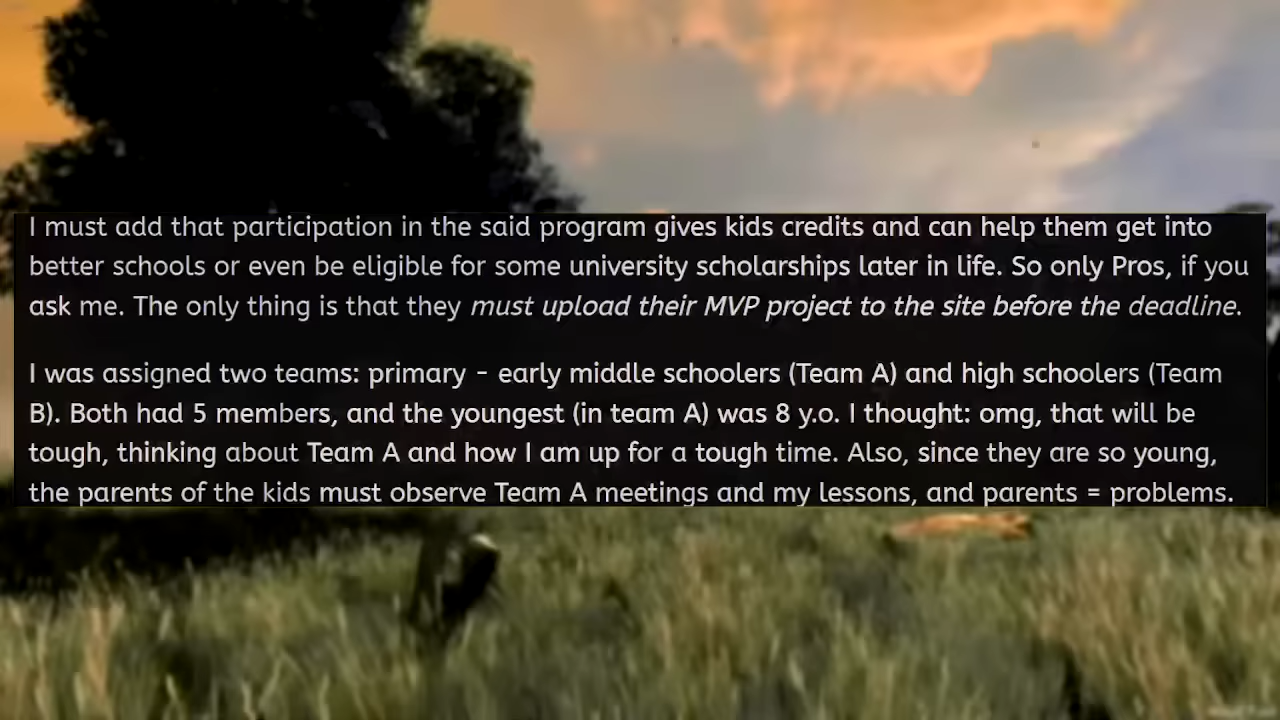 I must add that participation in the said program gives kids credits and can help them get into
better schools or even be eligible for some university scholarships later in life. So only Pros, if you
ask me. The only thing is that they must upload their MVP project to the site before the deadline.
I was assigned two teams: primary - early middle schoolers (Team A) and high schoolers (Team
B). Both had 5 members, and the youngest (in team A) was 8 y.o. I thought: omg, that will be
tough, thinking about Team A and how I am up for a tough time. Also, since they are so young,
the parents of the kids must observe Team A meetings and my lessons, and parents = problems.